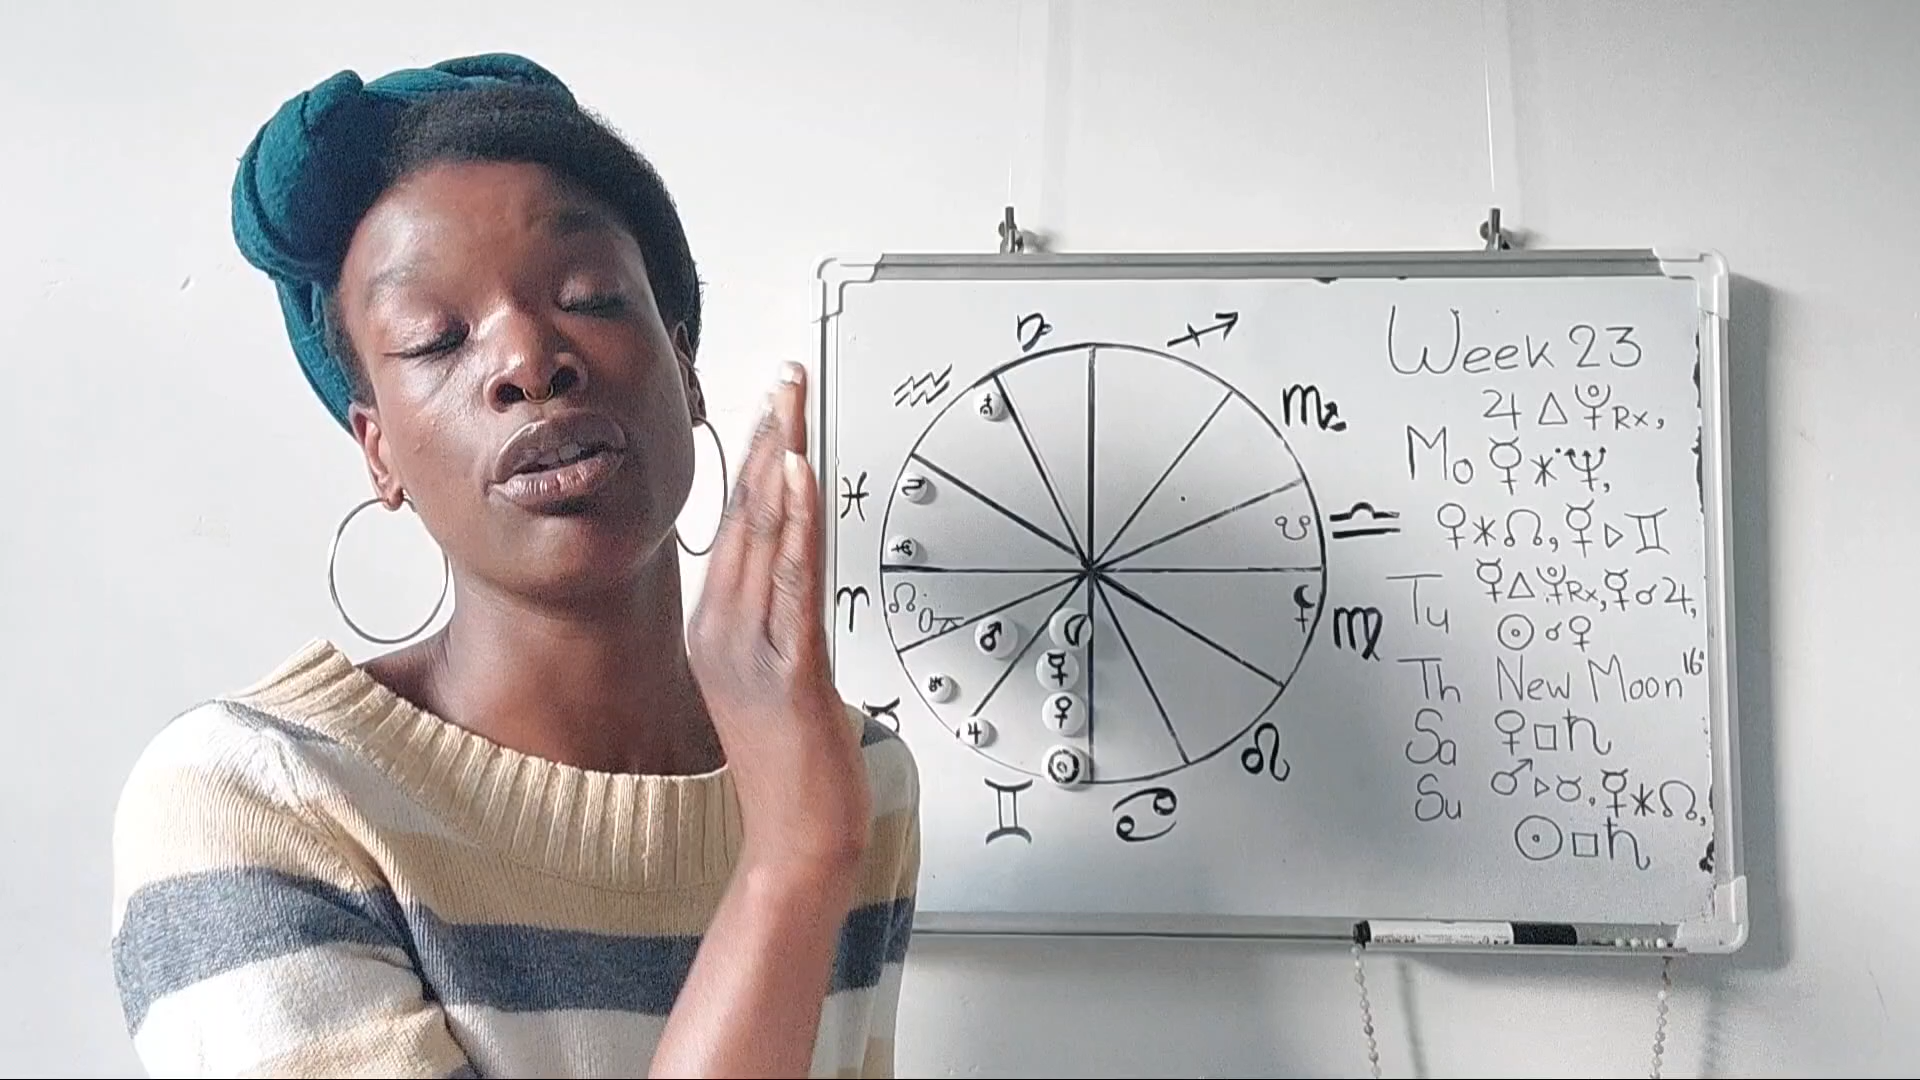 Week 23
♃ △ ⯓ Rx,
Mo ☿ ⚹ ♆,
♀ ⚹ ☊, ☿ ▷ ♊
Tu ☿ △ ⯓ Rx, ☿ ☌ ♃,
☉ ☌ ♀
Th New Moon 16°
Sa ♀ □ ♄
Su ♂ ▷ ♉, ☿ ⚹ ☊,
☉ □ ♄
♑ ♐
♒ ♏
♓ ♎
♈ ☊ ☋
♂ ☽ ⚸ ♍
☿
♉ ♀
♃ ☉ ♌
♊ ♋